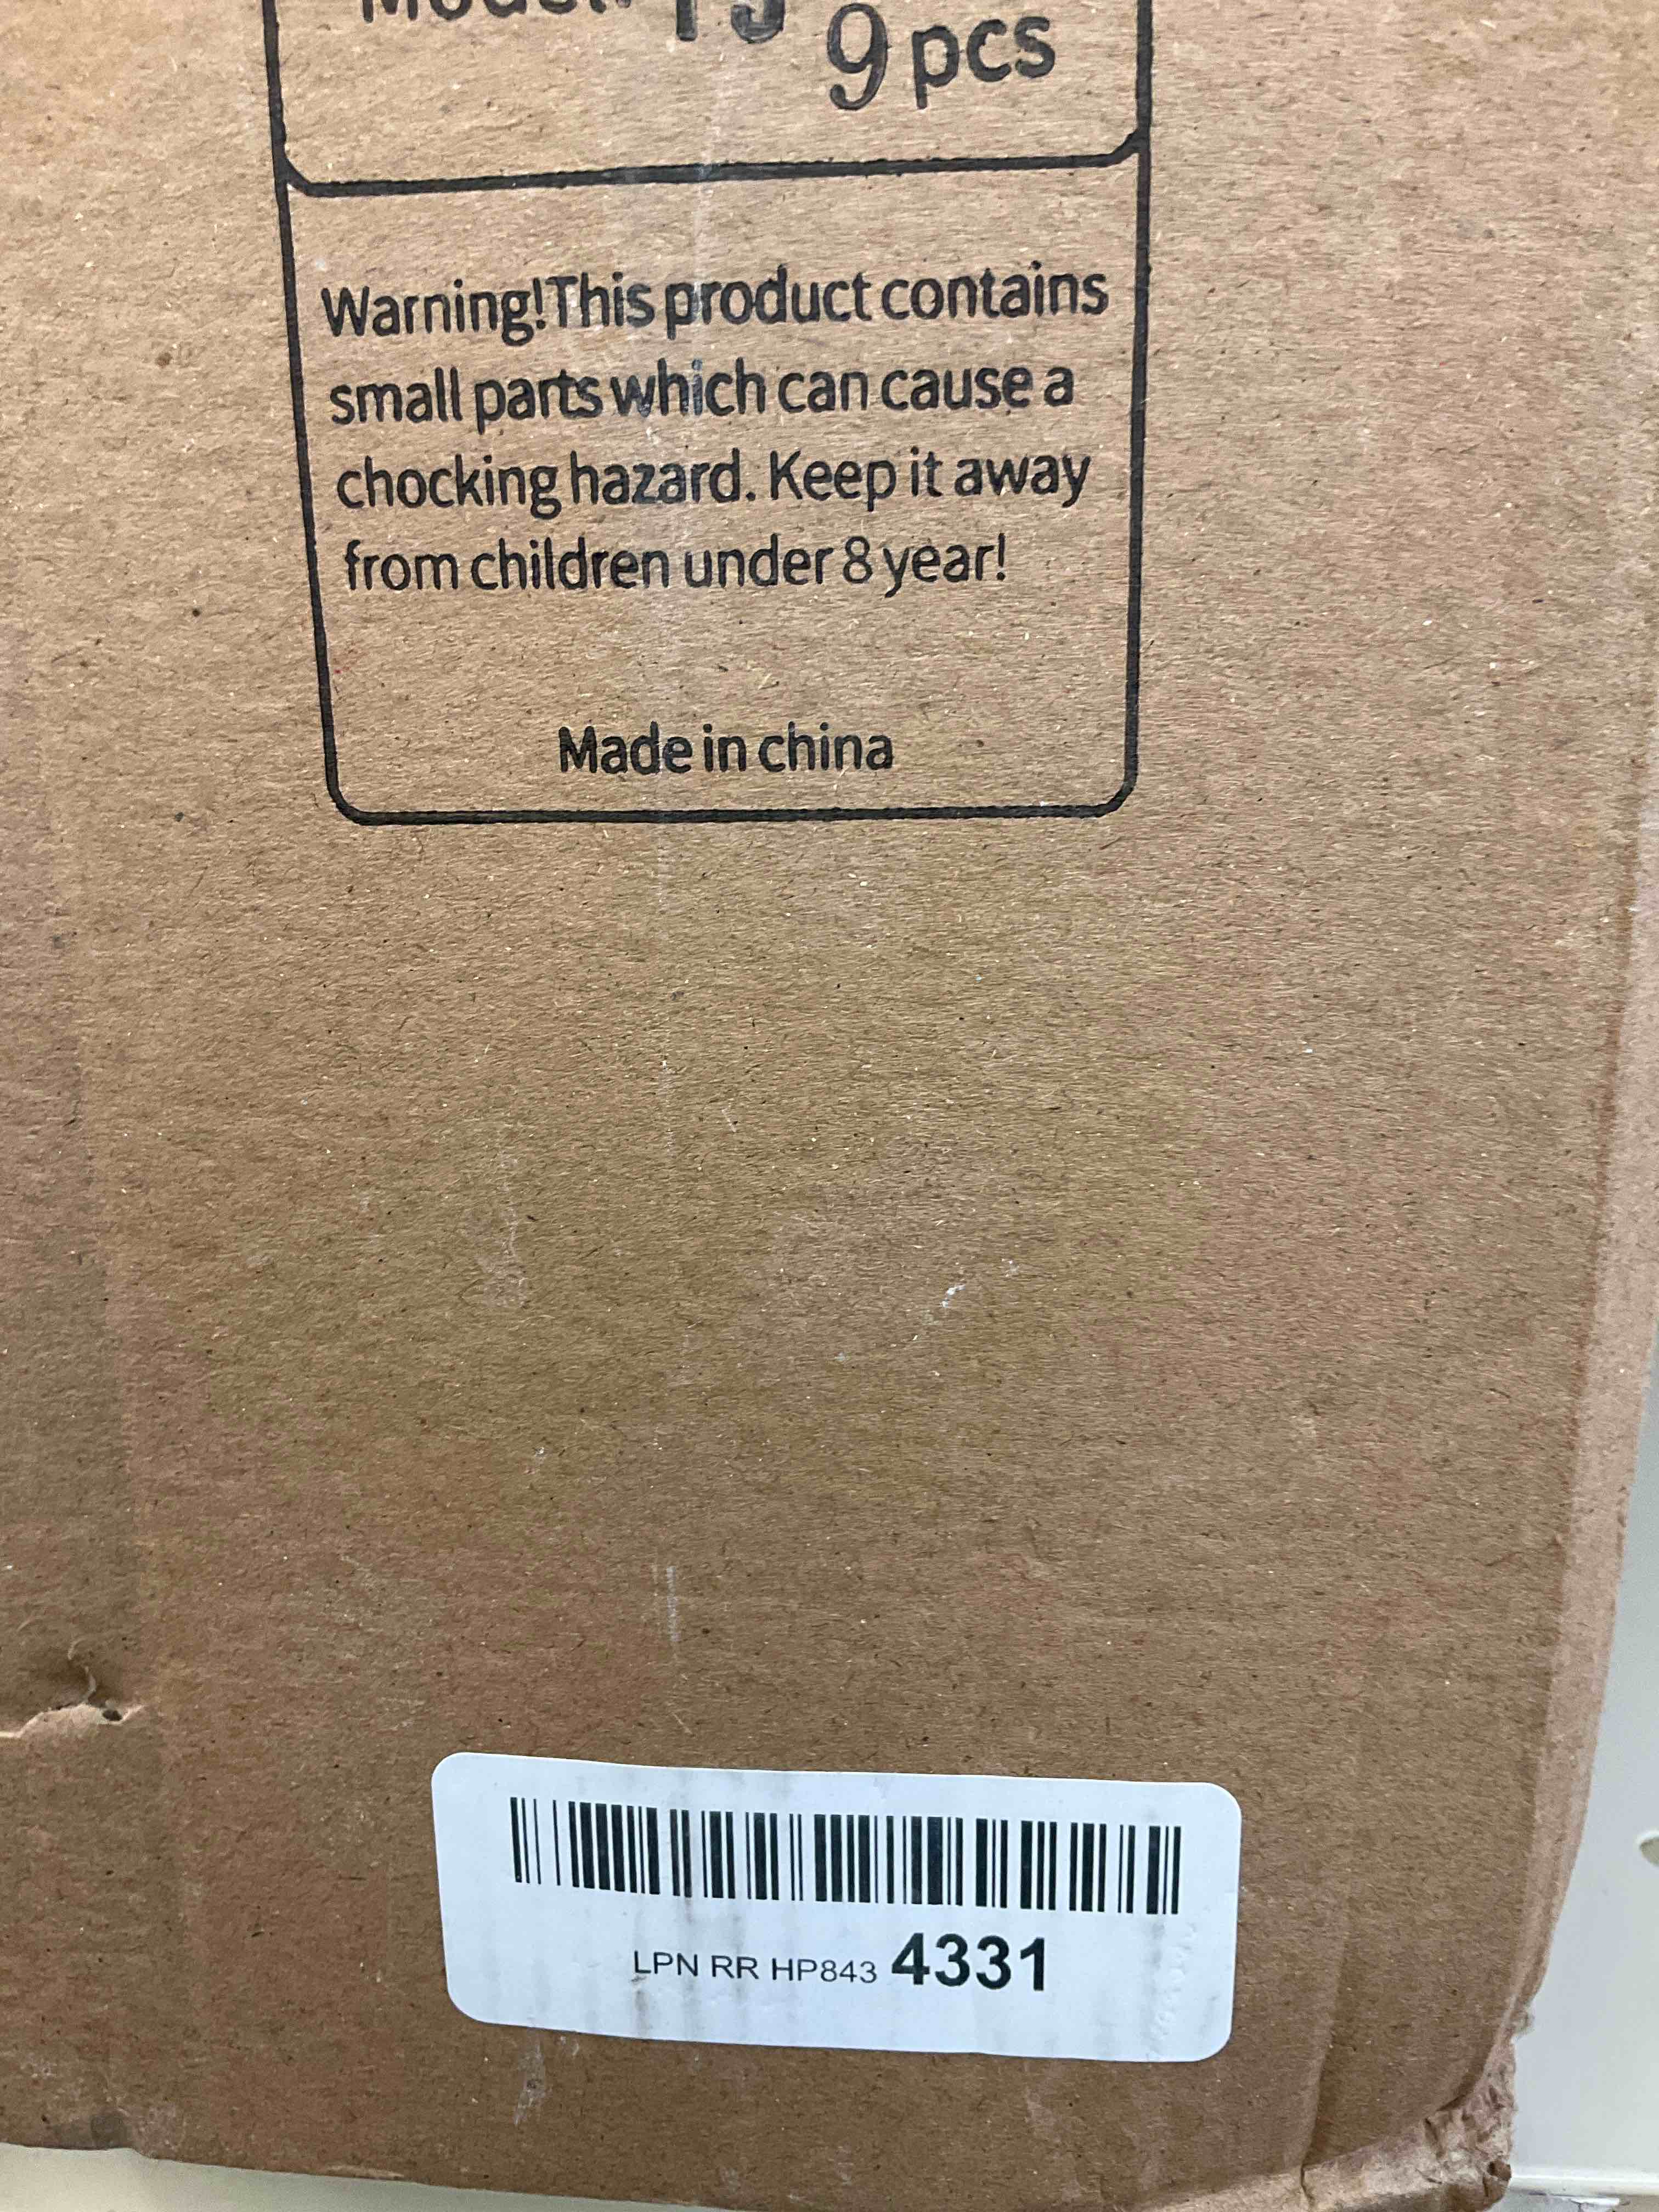 9 pcs
Warning!This product contains
small parts which can cause a
chocking hazard. Keep it away
from children under 8 year!
Made in china
LPN RR HP843 4331